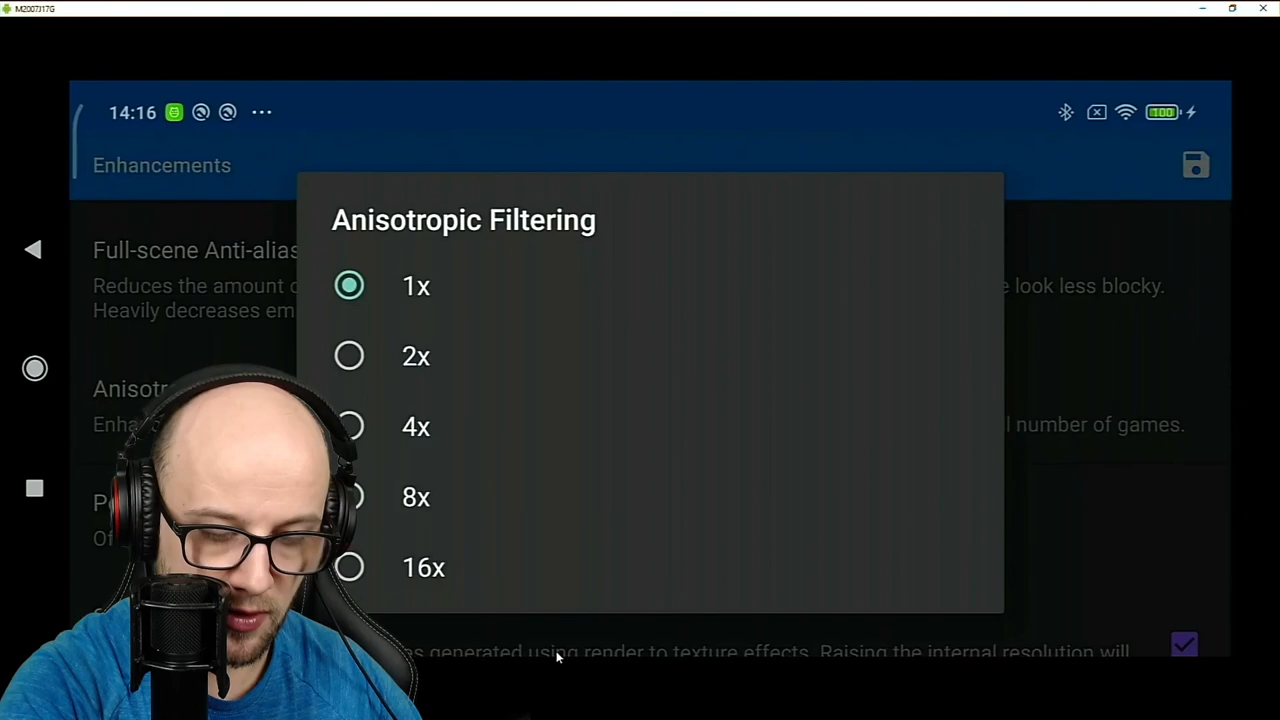 M2007J17G
14:16
100
Enhancements
Anisotropic Filtering
Full-scene Anti-alias
Reduces the amount
look less blocky.
Heavily decreases em
1x
2x
Anisotr
Enha
number of games.
4x
8x
16x
generated using render to texture effects. Raising the internal resolution will